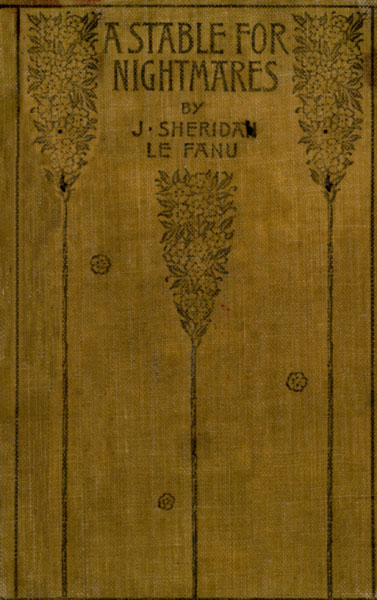 A STABLE FOR
NIGHTMARES
BY
J. SHERIDAN
LE FANU